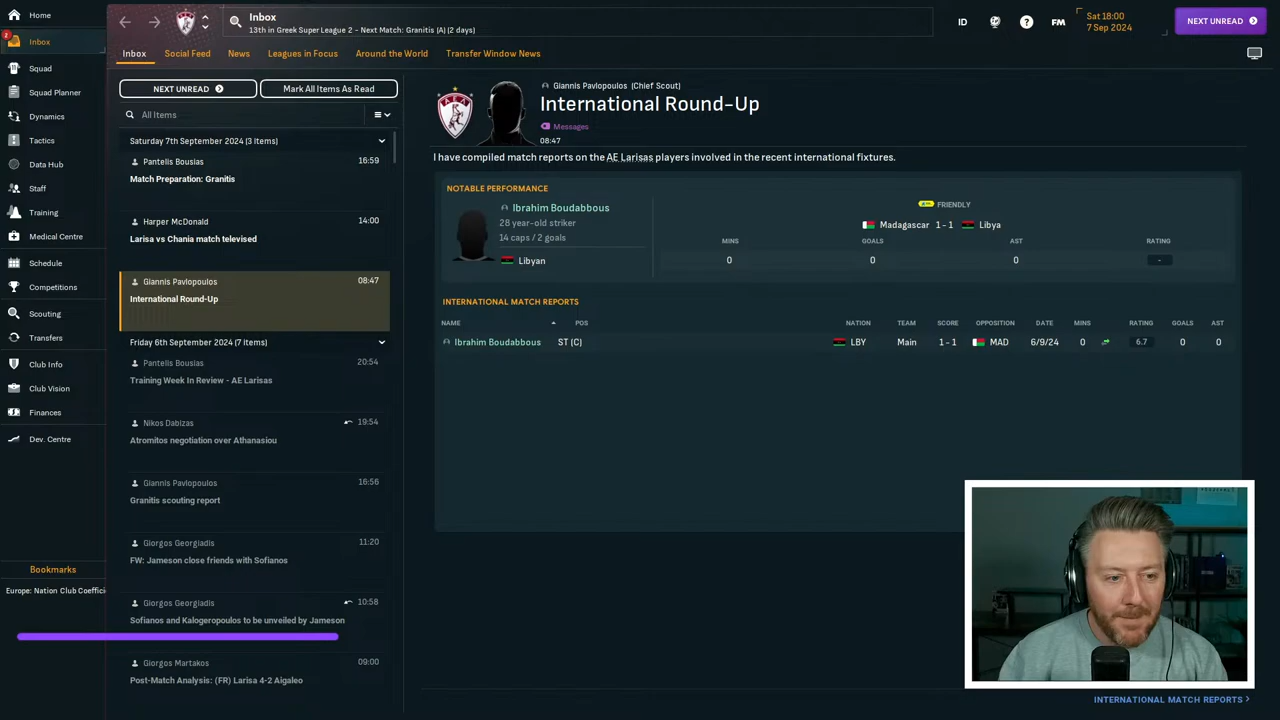 Home
Inbox
2
Squad
Squad Planner
Dynamics
Tactics
Data Hub
Staff
Training
Medical Centre
Schedule
Competitions
Scouting
Transfers
Club Info
Club Vision
Finances
Dev. Centre
Bookmarks
Europe: Nation Club Coeffici
Inbox
13th in Greek Super League 2 - Next Match: Granitis (A) (2 days)
ID
?
FM
Sat 18:00
7 Sep 2024
NEXT UNREAD
Inbox
Social Feed
News
Leagues in Focus
Around the World
Transfer Window News
NEXT UNREAD
Mark All Items As Read
All Items
Saturday 7th September 2024 (3 Items)
Pantelis Bousias 16:59
Match Preparation: Granitis
Harper McDonald 14:00
Larisa vs Chania match televised
Giannis Pavlopoulos 08:47
International Round-Up
Friday 6th September 2024 (7 Items)
Pantelis Bousias 20:54
Training Week In Review - AE Larisas
Nikos Dabizas 19:54
Atromitos negotiation over Athanasiou
Giannis Pavlopoulos 16:56
Granitis scouting report
Giorgos Georgiadis 11:20
FW: Jameson close friends with Sofianos
Giorgos Georgiadis 10:58
Sofianos and Kalogeropoulos to be unveiled by Jameson
Giorgos Martakos 09:00
Post-Match Analysis: (FR) Larisa 4-2 Aigaleo
Giannis Pavlopoulos (Chief Scout)
International Round-Up
Messages
08:47
I have compiled match reports on the AE Larisas players involved in the recent international fixtures.
NOTABLE PERFORMANCE
Ibrahim Boudabbous
28 year-old striker
14 caps / 2 goals
Libyan
FRIENDLY
Madagascar 1 - 1 Libya
MINS GOALS AST RATING
0 0 0 -
INTERNATIONAL MATCH REPORTS
NAME POS NATION TEAM SCORE OPPOSITION DATE MINS RATING GOALS AST
Ibrahim Boudabbous ST (C) LBY Main 1 - 1 MAD 6/9/24 0 6.7 0 0
INTERNATIONAL MATCH REPORTS